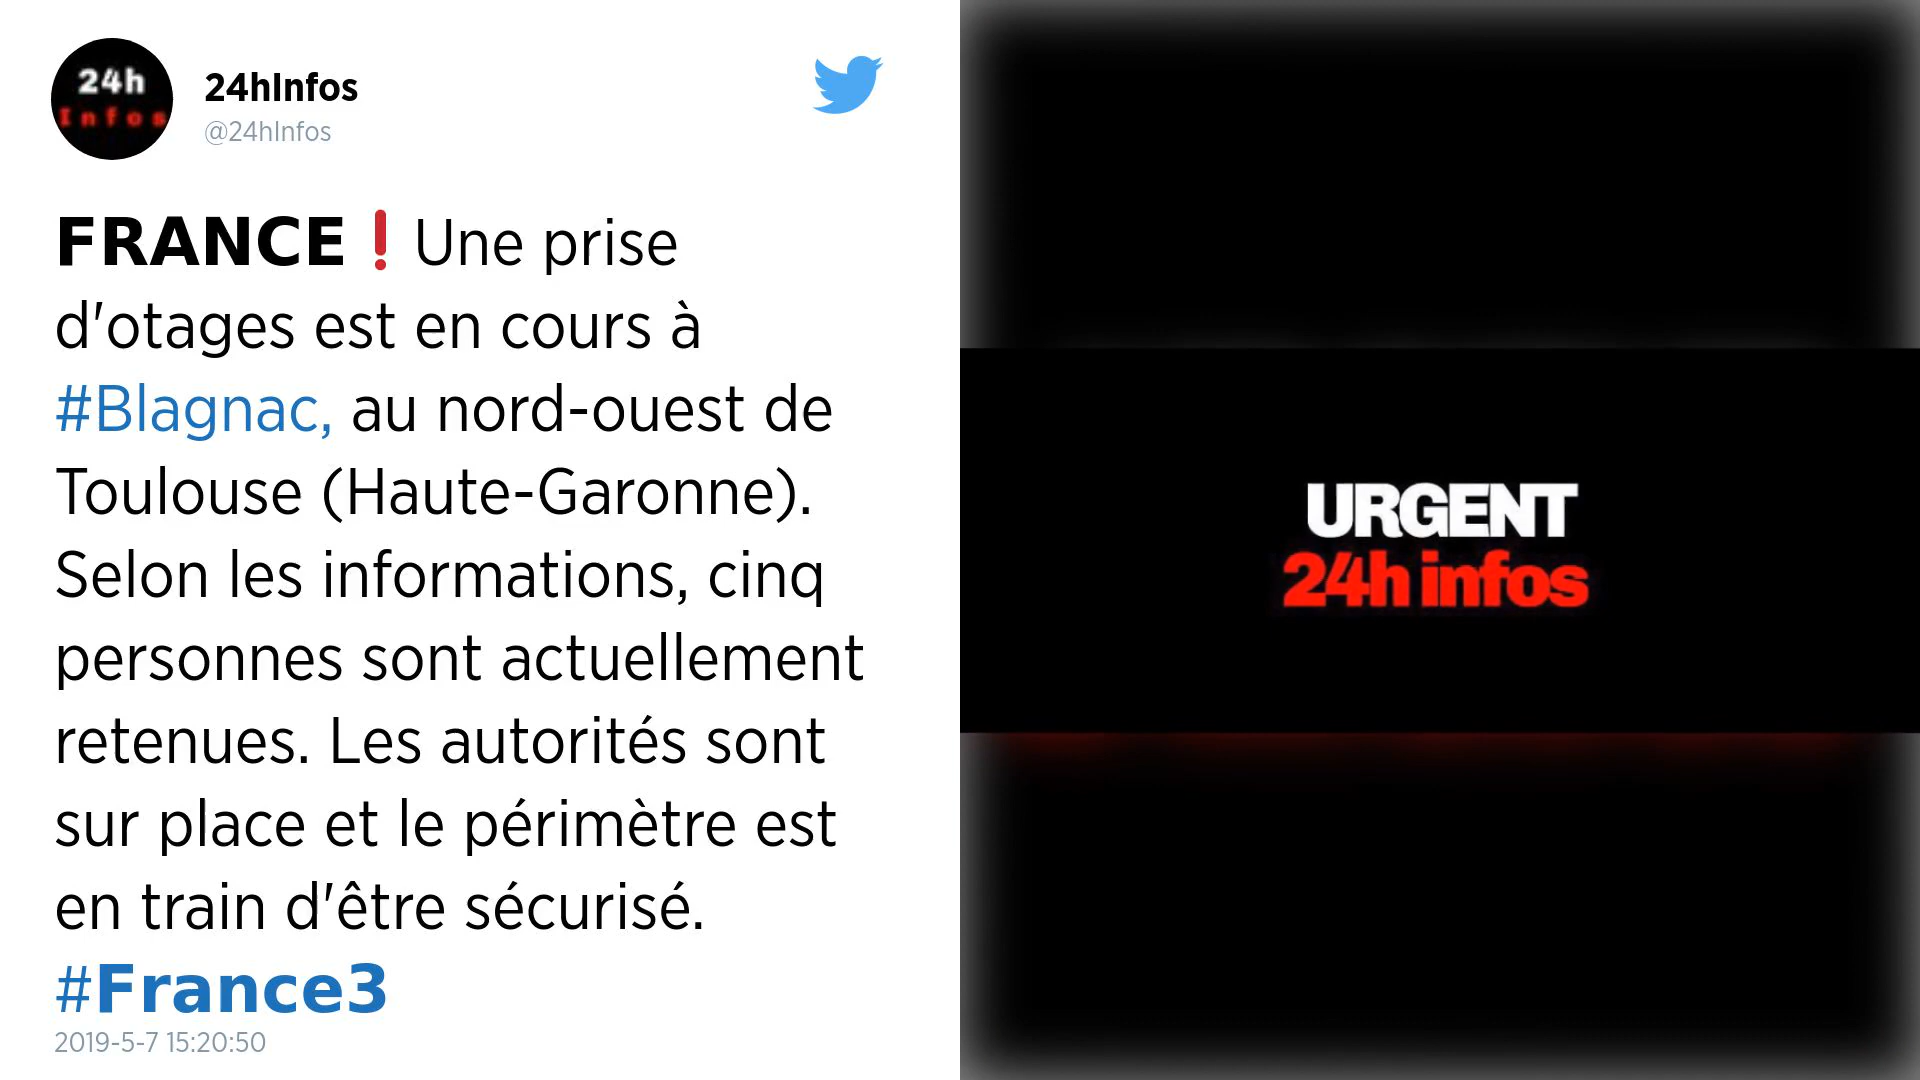 24h
Infos
24hInfos
@24hInfos
FRANCE❗Une prise
d'otages est en cours à
#Blagnac, au nord-ouest de
Toulouse (Haute-Garonne).
Selon les informations, cinq
personnes sont actuellement
retenues. Les autorités sont
sur place et le périmètre est
en train d'être sécurisé.
#France3
2019-5-7 15:20:50
URGENT
24h infos